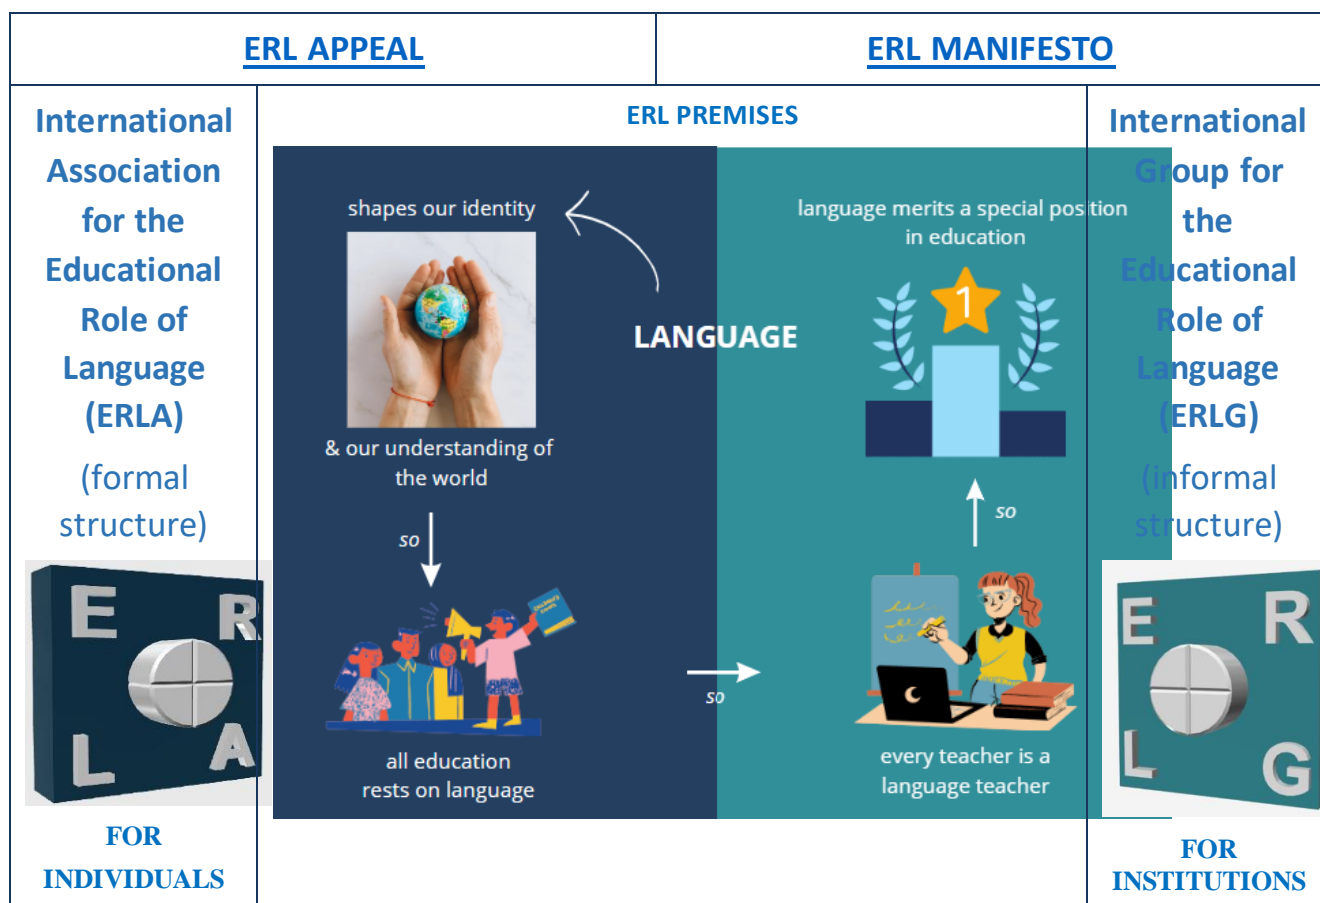 ERL APPEAL
ERL MANIFESTO
International
Association
for the
Educational
Role of
Language
(ERLA)
(formal
structure)
E R
L A
FOR
INDIVIDUALS
ERL PREMISES
LANGUAGE
shapes our identity
& our understanding of
the world
so
all education
rests on language
so
every teacher is a
language teacher
so
language merits a special position
in education
1
International
Group for
the
Educational
Role of
Language
(ERLG)
(informal
structure)
E R
L G
FOR
INSTITUTIONS